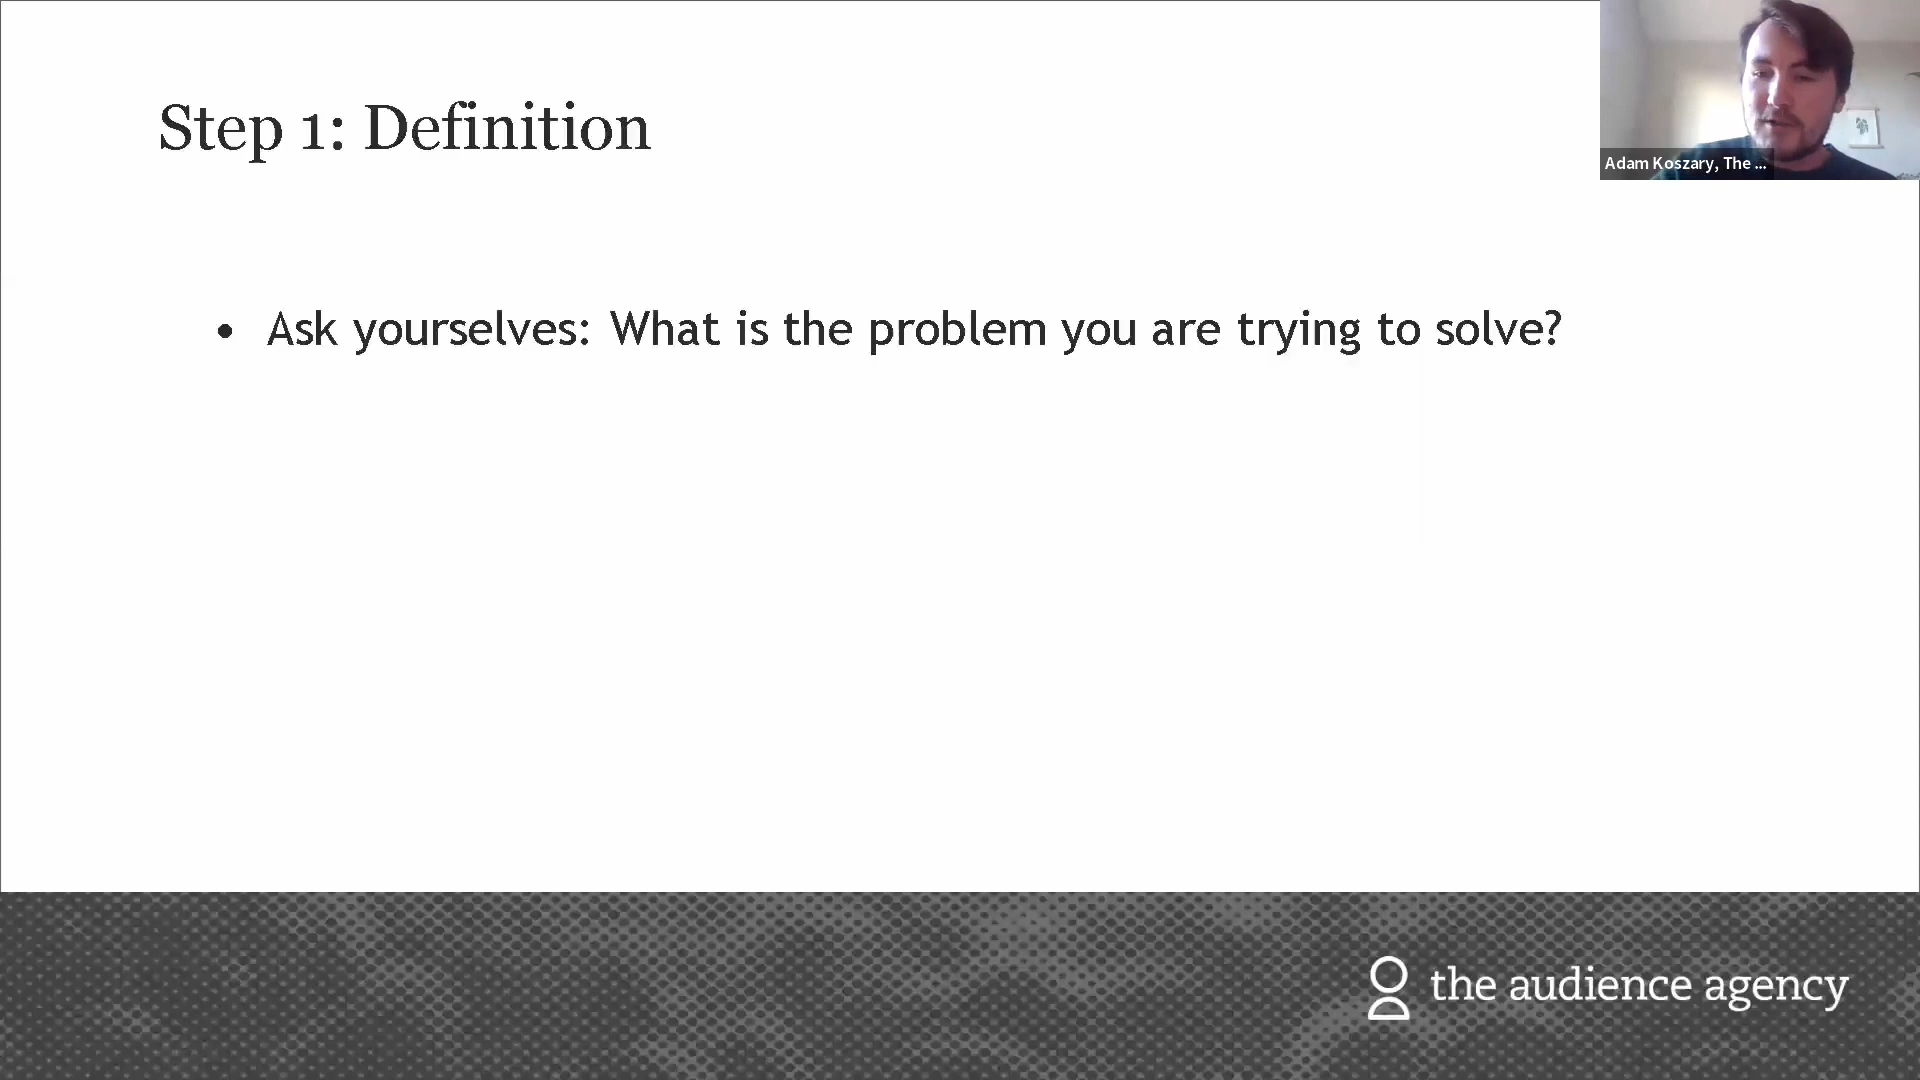 Step 1: Definition
Adam Koszary, The ...
• Ask yourselves: What is the problem you are trying to solve?
the audience agency